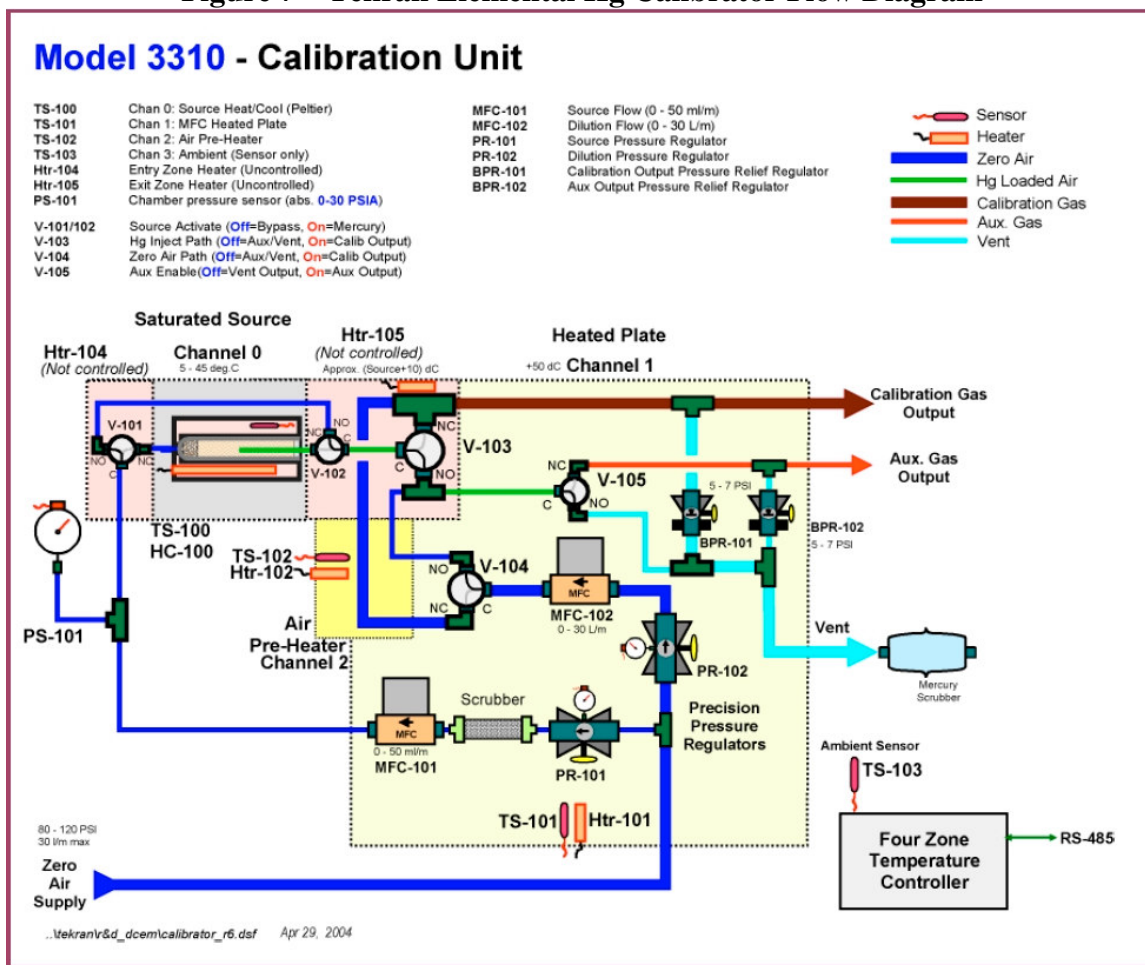 Model 3310 - Calibration Unit
TS-100 Chan 0: Source Heat/Cool (Peltier)
TS-101 Chan 1: MFC Heated Plate
TS-102 Chan 2: Air Pre-Heater
TS-103 Chan 3: Ambient (Sensor only)
Htr-104 Entry Zone Heater (Uncontrolled)
Htr-105 Exit Zone Heater (Uncontrolled)
PS-101 Chamber pressure sensor (abs. 0-30 PSIA)
V-101/102 Source Activate (Off=Bypass, On=Mercury)
V-103 Hg Inject Path (Off=Aux/Vent, On=Calib Output)
V-104 Zero Air Path (Off=Aux/Vent, On=Calib Output)
V-105 Aux Enable(Off=Vent Output, On=Aux Output)
MFC-101 Source Flow (0 - 50 ml/m)
MFC-102 Dilution Flow (0 - 30 L/m)
PR-101 Source Pressure Regulator
PR-102 Dilution Pressure Regulator
BPR-101 Calibration Output Pressure Relief Regulator
BPR-102 Aux Output Pressure Relief Regulator
Sensor
Heater
Zero Air
Hg Loaded Air
Calibration Gas
Aux. Gas
Vent
Saturated Source
Htr-104
(Not controlled)
Channel 0
5 - 45 deg.C
Htr-105
(Not controlled)
Approx. (Source+10) dC
Heated Plate
+50 dC Channel 1
V-101
NO
C
NC
NC
NO
C
V-102
NC
V-103
C
NO
Calibration Gas
Output
NC
V-105
C
NO
5 - 7 PSI
BPR-101
BPR-102
5 - 7 PSI
Aux. Gas
Output
TS-100
HC-100
TS-102
Htr-102
NO
V-104
NC
C
MFC
MFC-102
0 - 30 L/m
PS-101
Air
Pre-Heater
Channel 2
PR-102
Vent
Mercury
Scrubber
MFC
0 - 50 ml/m
MFC-101
Scrubber
PR-101
Precision
Pressure
Regulators
TS-101
Htr-101
Ambient Sensor
TS-103
Four Zone
Temperature
Controller
RS-485
80 - 120 PSI
30 l/m max
Zero
Air
Supply
..\tekran\r&d_dcem\calibrator_r6.dsf Apr 29, 2004